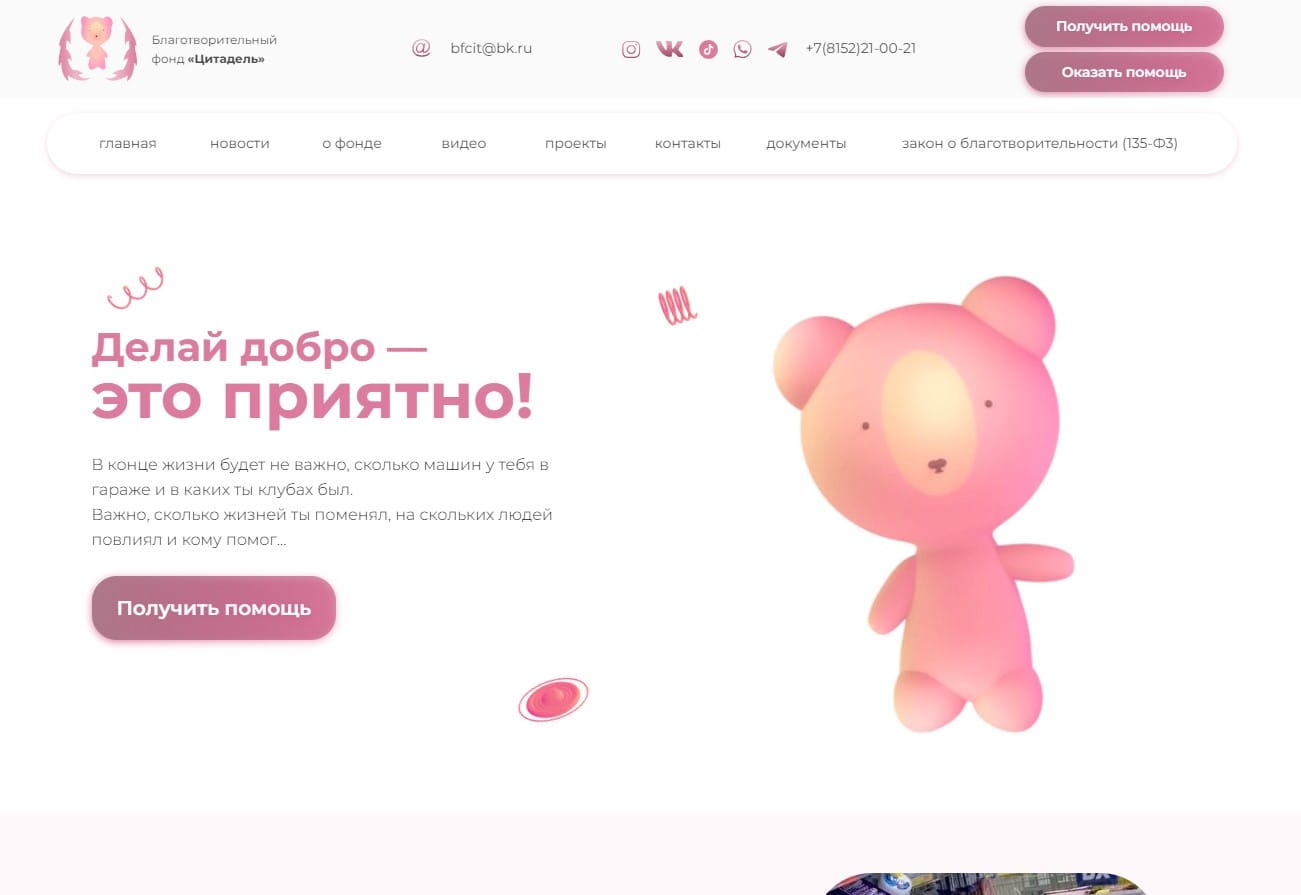 Благотворительный
фонд «Цитадель»
@ bfcit@bk.ru
+7(8152)21-00-21
Получить помощь
Оказать помощь
главная новости о фонде видео проекты контакты документы закон о благотворительности (135-ФЗ)
Делай добро —
это приятно!
В конце жизни будет не важно, сколько машин у тебя в
гараже и в каких ты клубах был.
Важно, сколько жизней ты поменял, на скольких людей
повлиял и кому помог...
Получить помощь